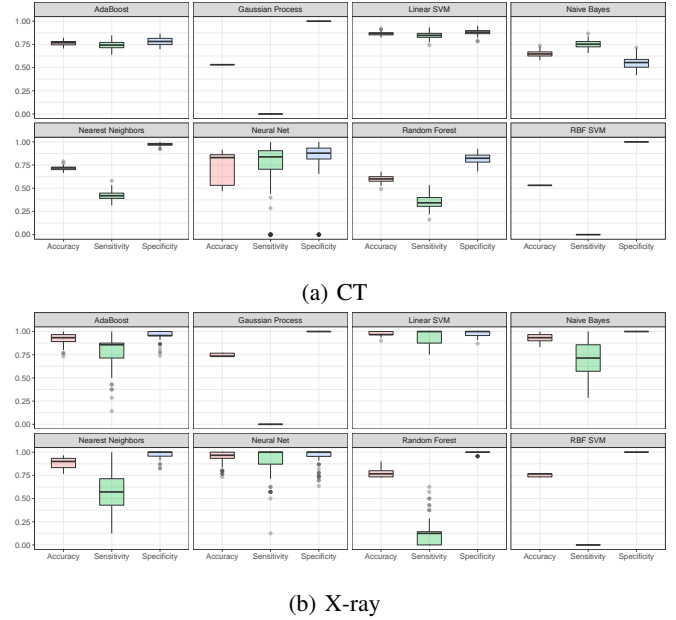 AdaBoost Gaussian Process Linear SVM Naive Bayes
1.00
0.75
0.50
0.25
0.00
Nearest Neighbors Neural Net Random Forest RBF SVM
1.00
0.75
0.50
0.25
0.00
Accuracy Sensitivity Specificity Accuracy Sensitivity Specificity Accuracy Sensitivity Specificity Accuracy Sensitivity Specificity
(a) CT
AdaBoost Gaussian Process Linear SVM Naive Bayes
1.00
0.75
0.50
0.25
0.00
Nearest Neighbors Neural Net Random Forest RBF SVM
1.00
0.75
0.50
0.25
0.00
Accuracy Sensitivity Specificity Accuracy Sensitivity Specificity Accuracy Sensitivity Specificity Accuracy Sensitivity Specificity
(b) X-ray